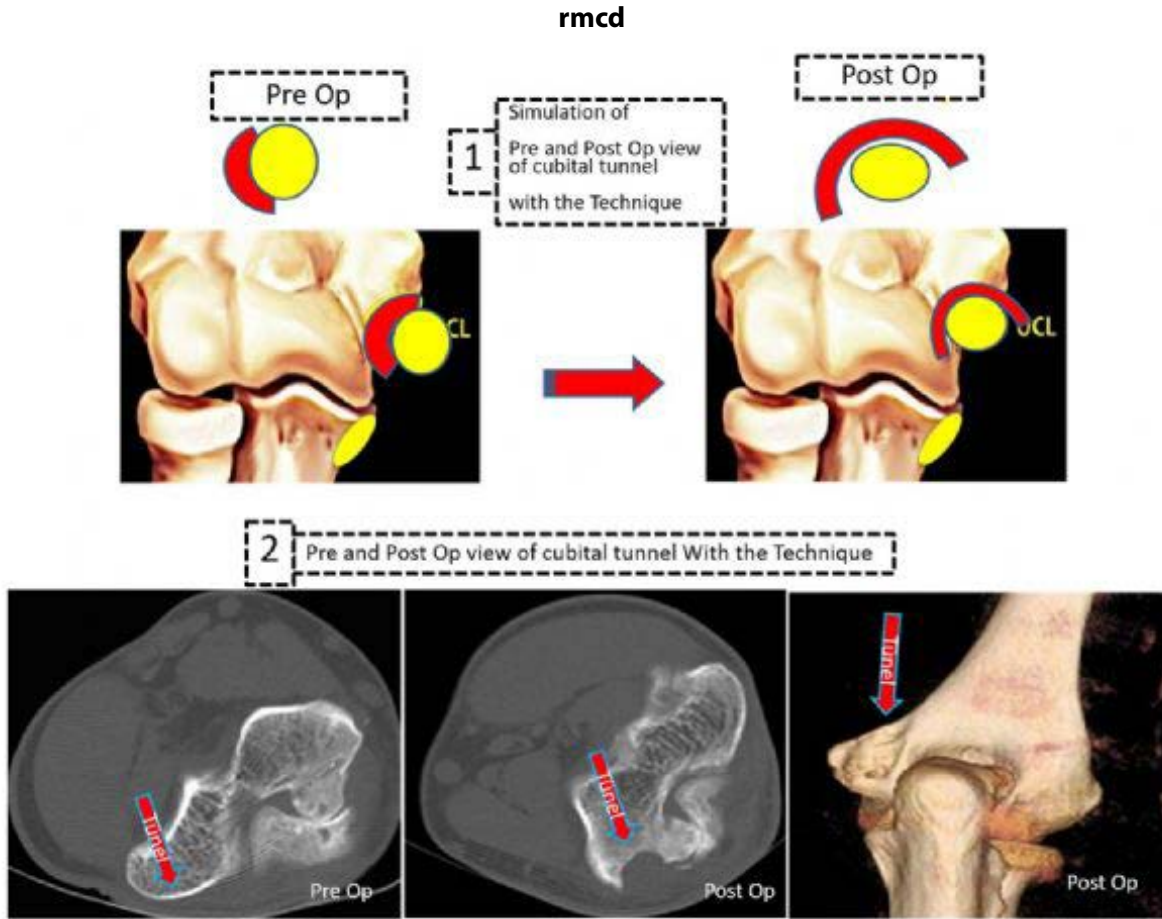 rmcd
Pre Op
Post Op
1
Simulation of
Pre and Post Op view
of cubital tunnel
with the Technique
CL
UCL
2
Pre and Post Op view of cubital tunnel With the Technique
Tunnel
Pre Op
Tunnel
Post Op
Tunel
Post Op